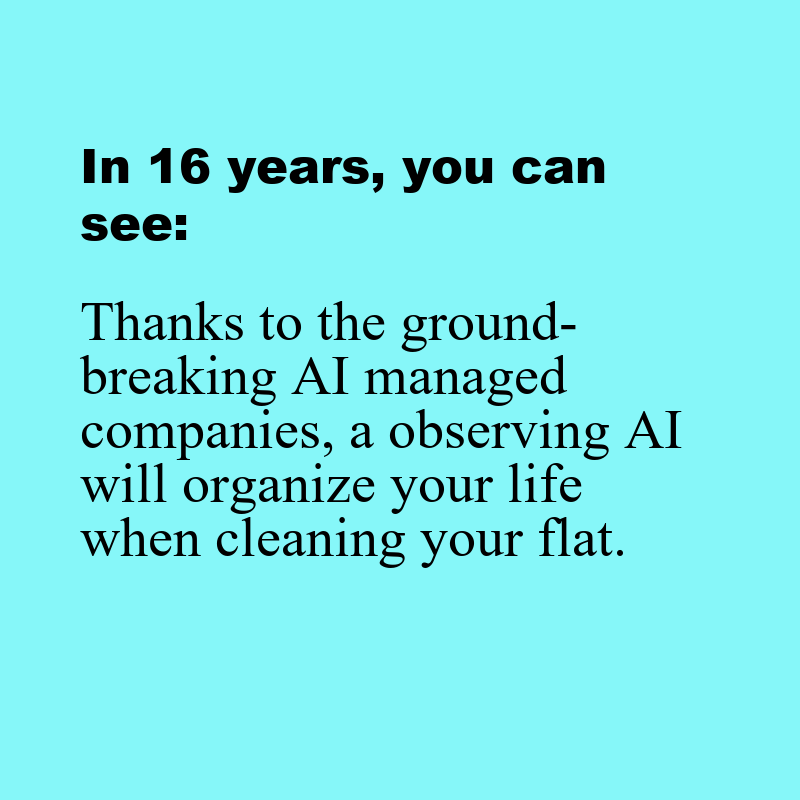 In 16 years, you can
see:
Thanks to the ground-
breaking AI managed
companies, a observing AI
will organize your life
when cleaning your flat.